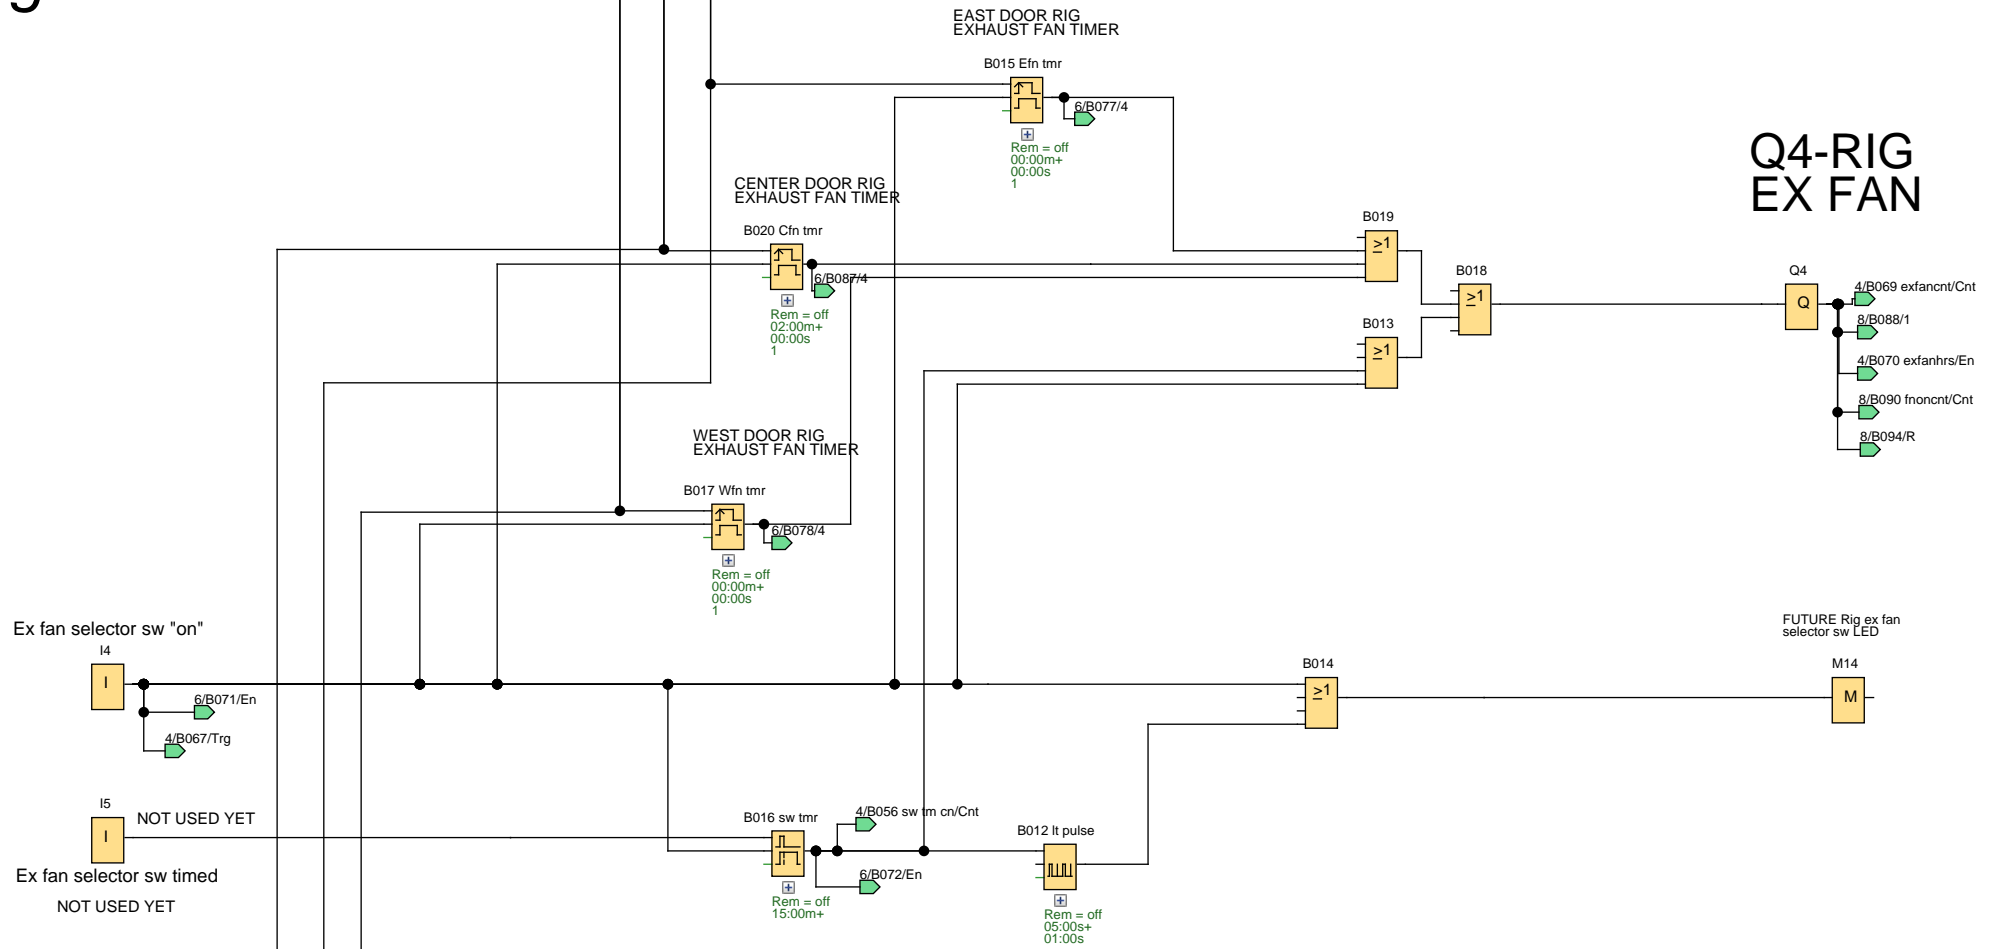 EAST DOOR RIG
EXHAUST FAN TIMER
B015 Efn tmr
6/B077/4
Rem = off
00:00m+
00:00s
1
Q4-RIG
EX FAN
CENTER DOOR RIG
EXHAUST FAN TIMER
B020 Cfn tmr
6/B087/4
Rem = off
02:00m+
00:00s
1
B019
≥1
B018
≥1
B013
≥1
Q4
Q
4/B069 exfancnt/Cnt
8/B088/1
4/B070 exfanhrs/En
8/B090 fnoncnt/Cnt
8/B094/R
WEST DOOR RIG
EXHAUST FAN TIMER
B017 Wfn tmr
6/B078/4
Rem = off
00:00m+
00:00s
1
Ex fan selector sw "on"
I4
I
6/B071/En
4/B067/Trg
B014
≥1
FUTURE Rig ex fan
selector sw LED
M14
M
I5
NOT USED YET
I
Ex fan selector sw timed
NOT USED YET
B016 sw tmr
4/B056 sw tm cn/Cnt
6/B072/En
Rem = off
15:00m+
B012 lt pulse
Rem = off
05:00s+
01:00s